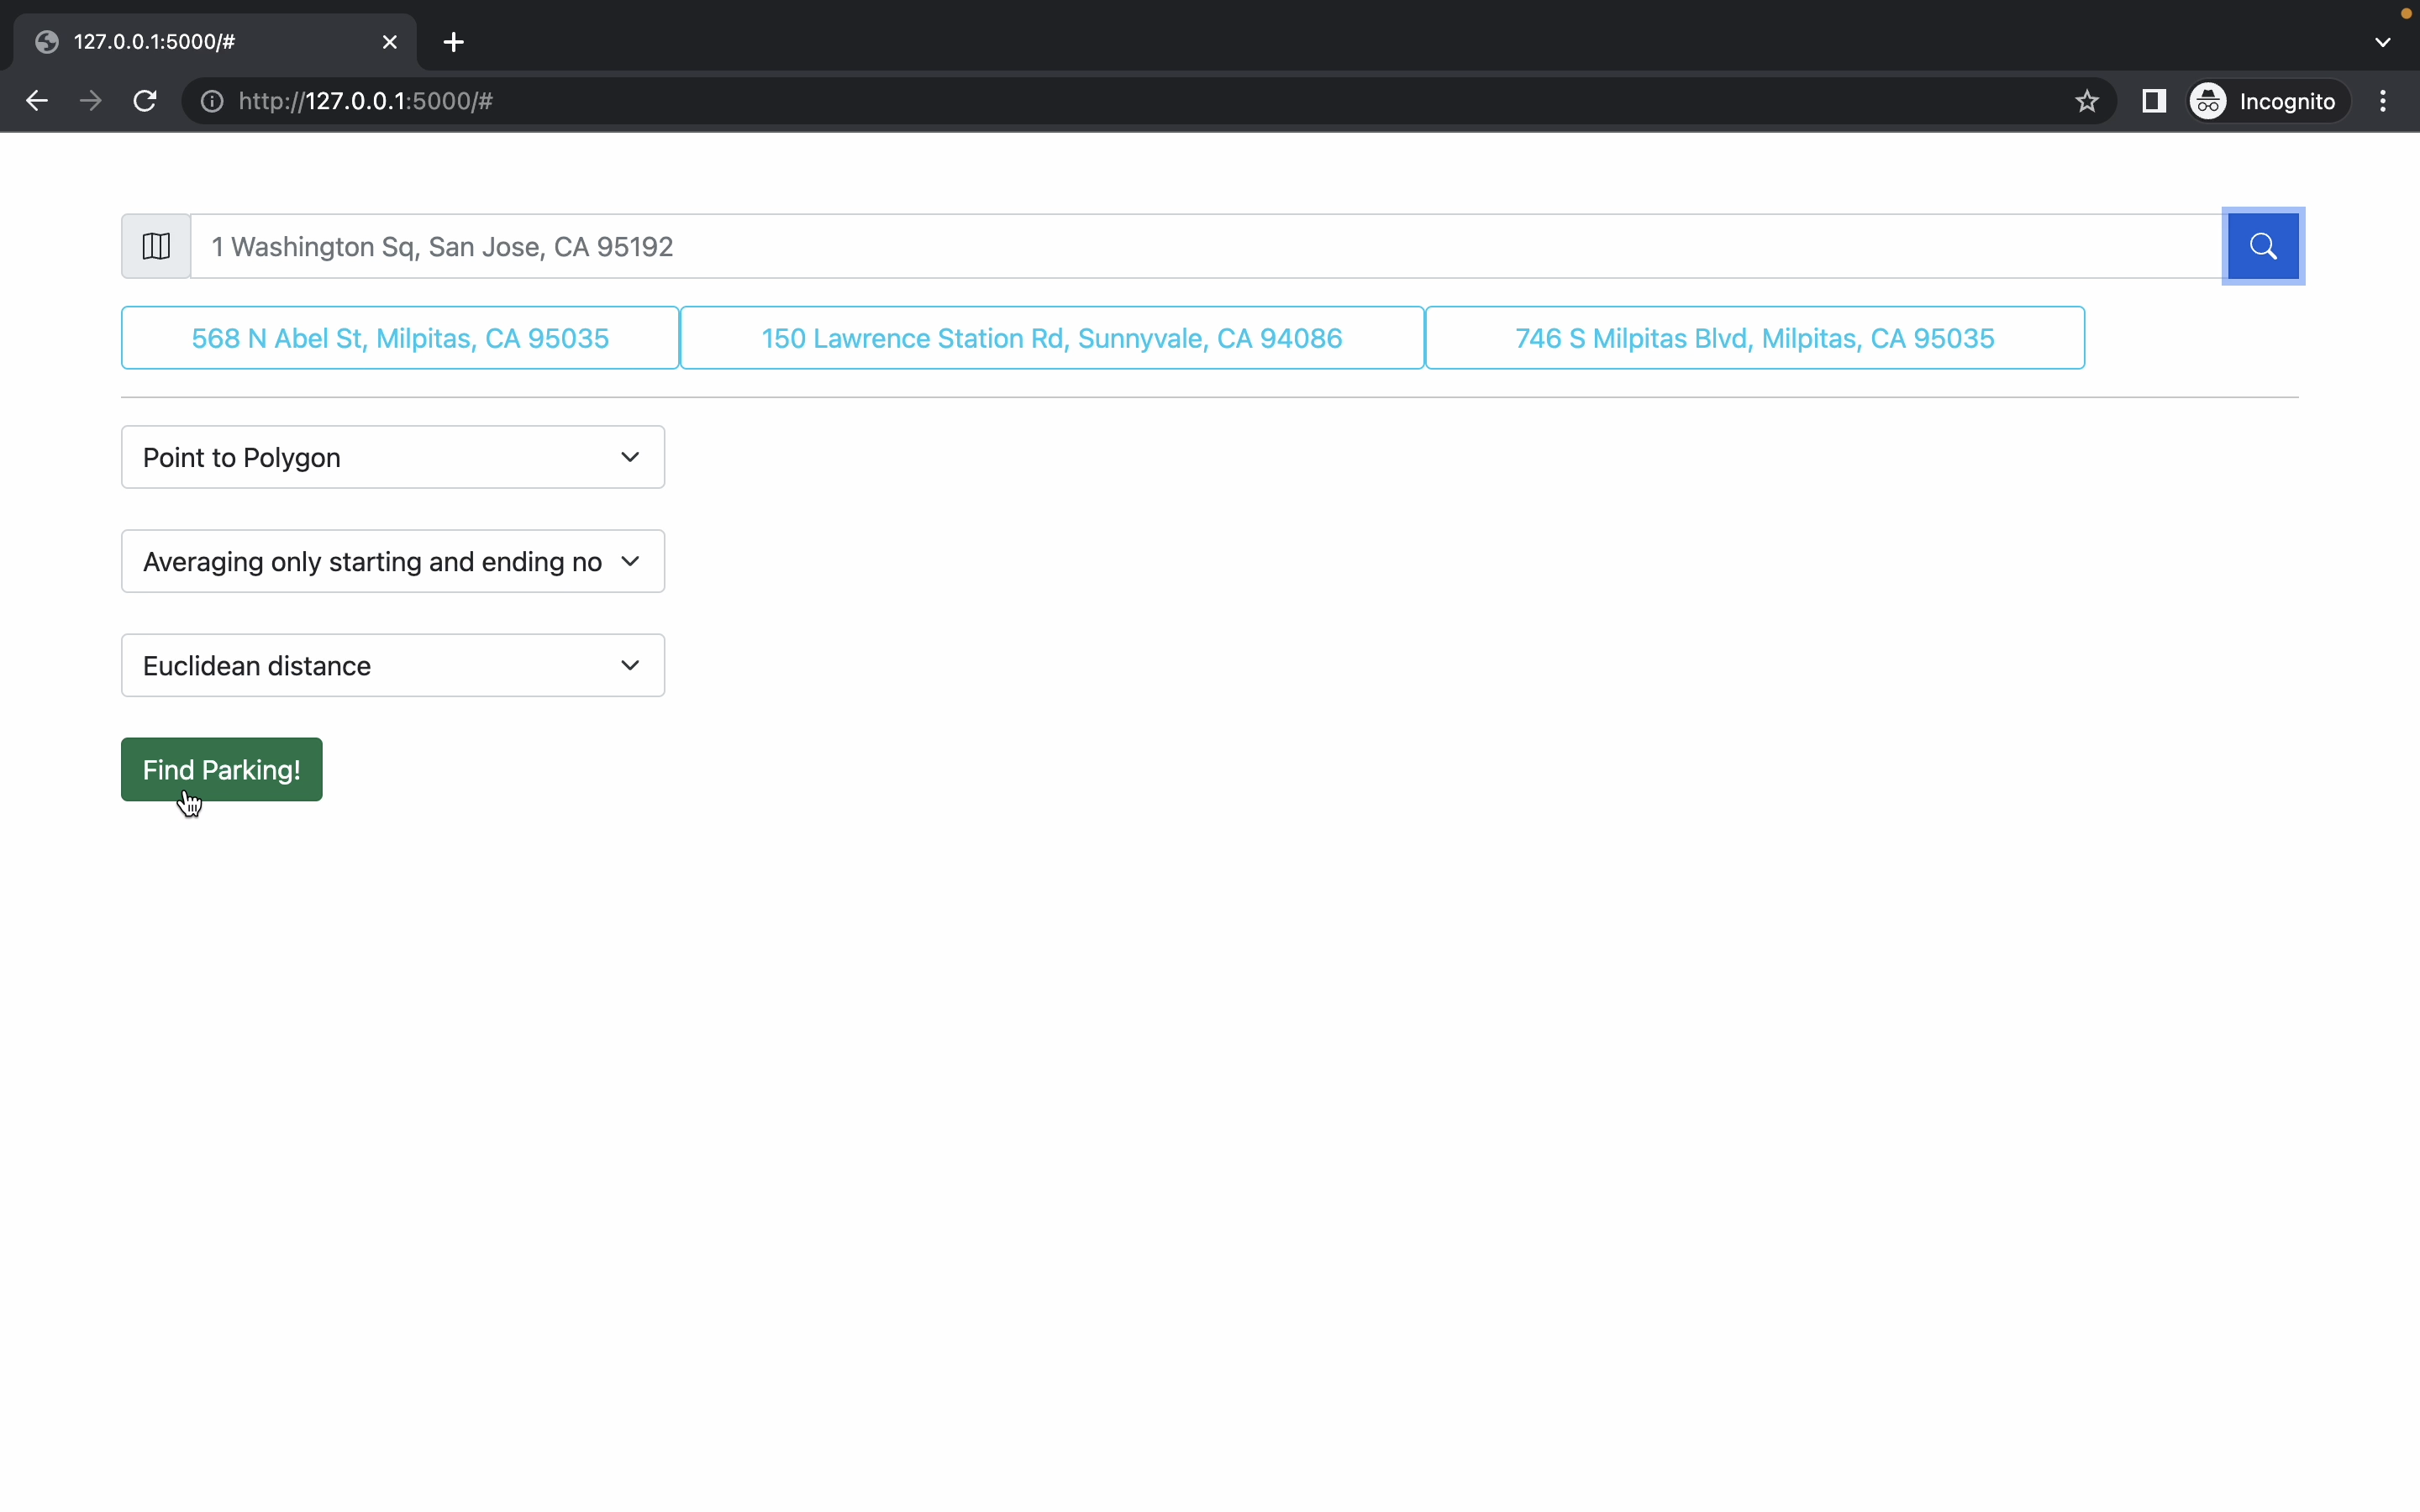 127.0.0.1:5000/#
http://127.0.0.1:5000/#
Incognito
1 Washington Sq, San Jose, CA 95192
568 N Abel St, Milpitas, CA 95035
150 Lawrence Station Rd, Sunnyvale, CA 94086
746 S Milpitas Blvd, Milpitas, CA 95035
Point to Polygon
Averaging only starting and ending no
Euclidean distance
Find Parking!